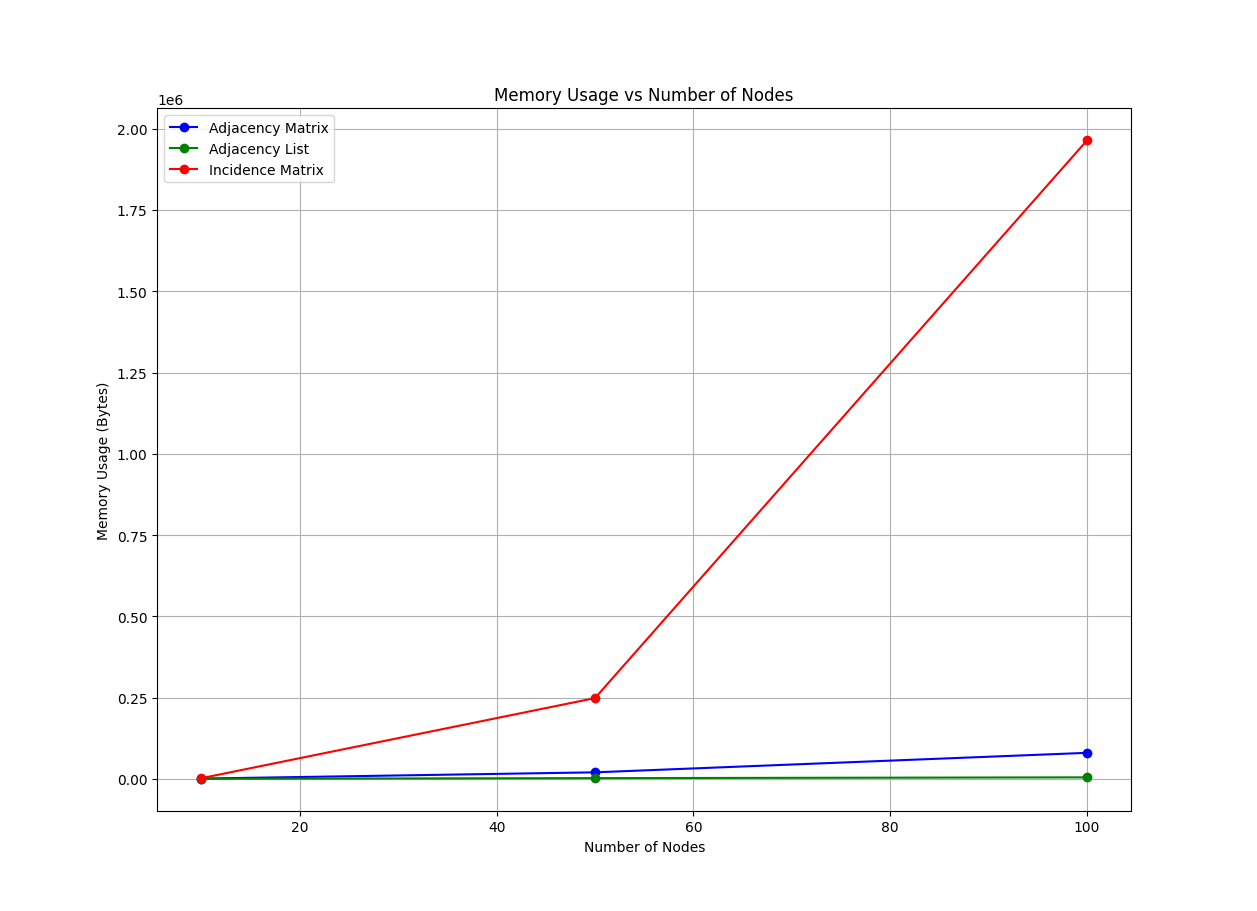 Memory Usage vs Number of Nodes
1e6
Adjacency Matrix
Adjacency List
Incidence Matrix
2.00
1.75
1.50
1.25
1.00
0.75
0.50
0.25
0.00
Memory Usage (Bytes)
20 40 60 80 100
Number of Nodes